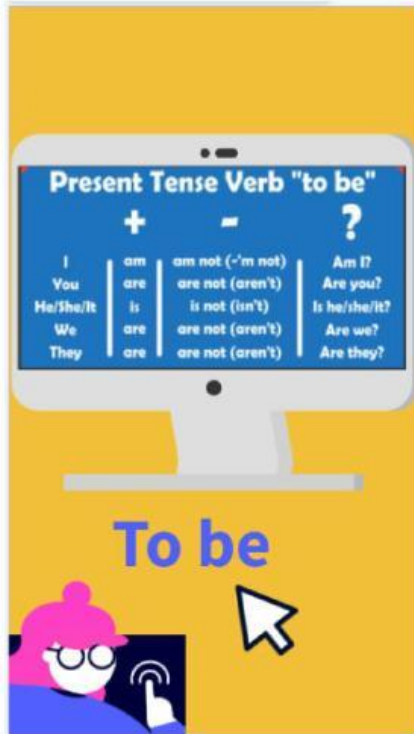 Present Tense Verb "to be"
+ - ?
I am am not (-'m not) Am I?
You are are not (aren't) Are you?
He/She/It is is not (isn't) Is he/she/it?
We are are not (aren't) Are we?
They are are not (aren't) Are they?
To be